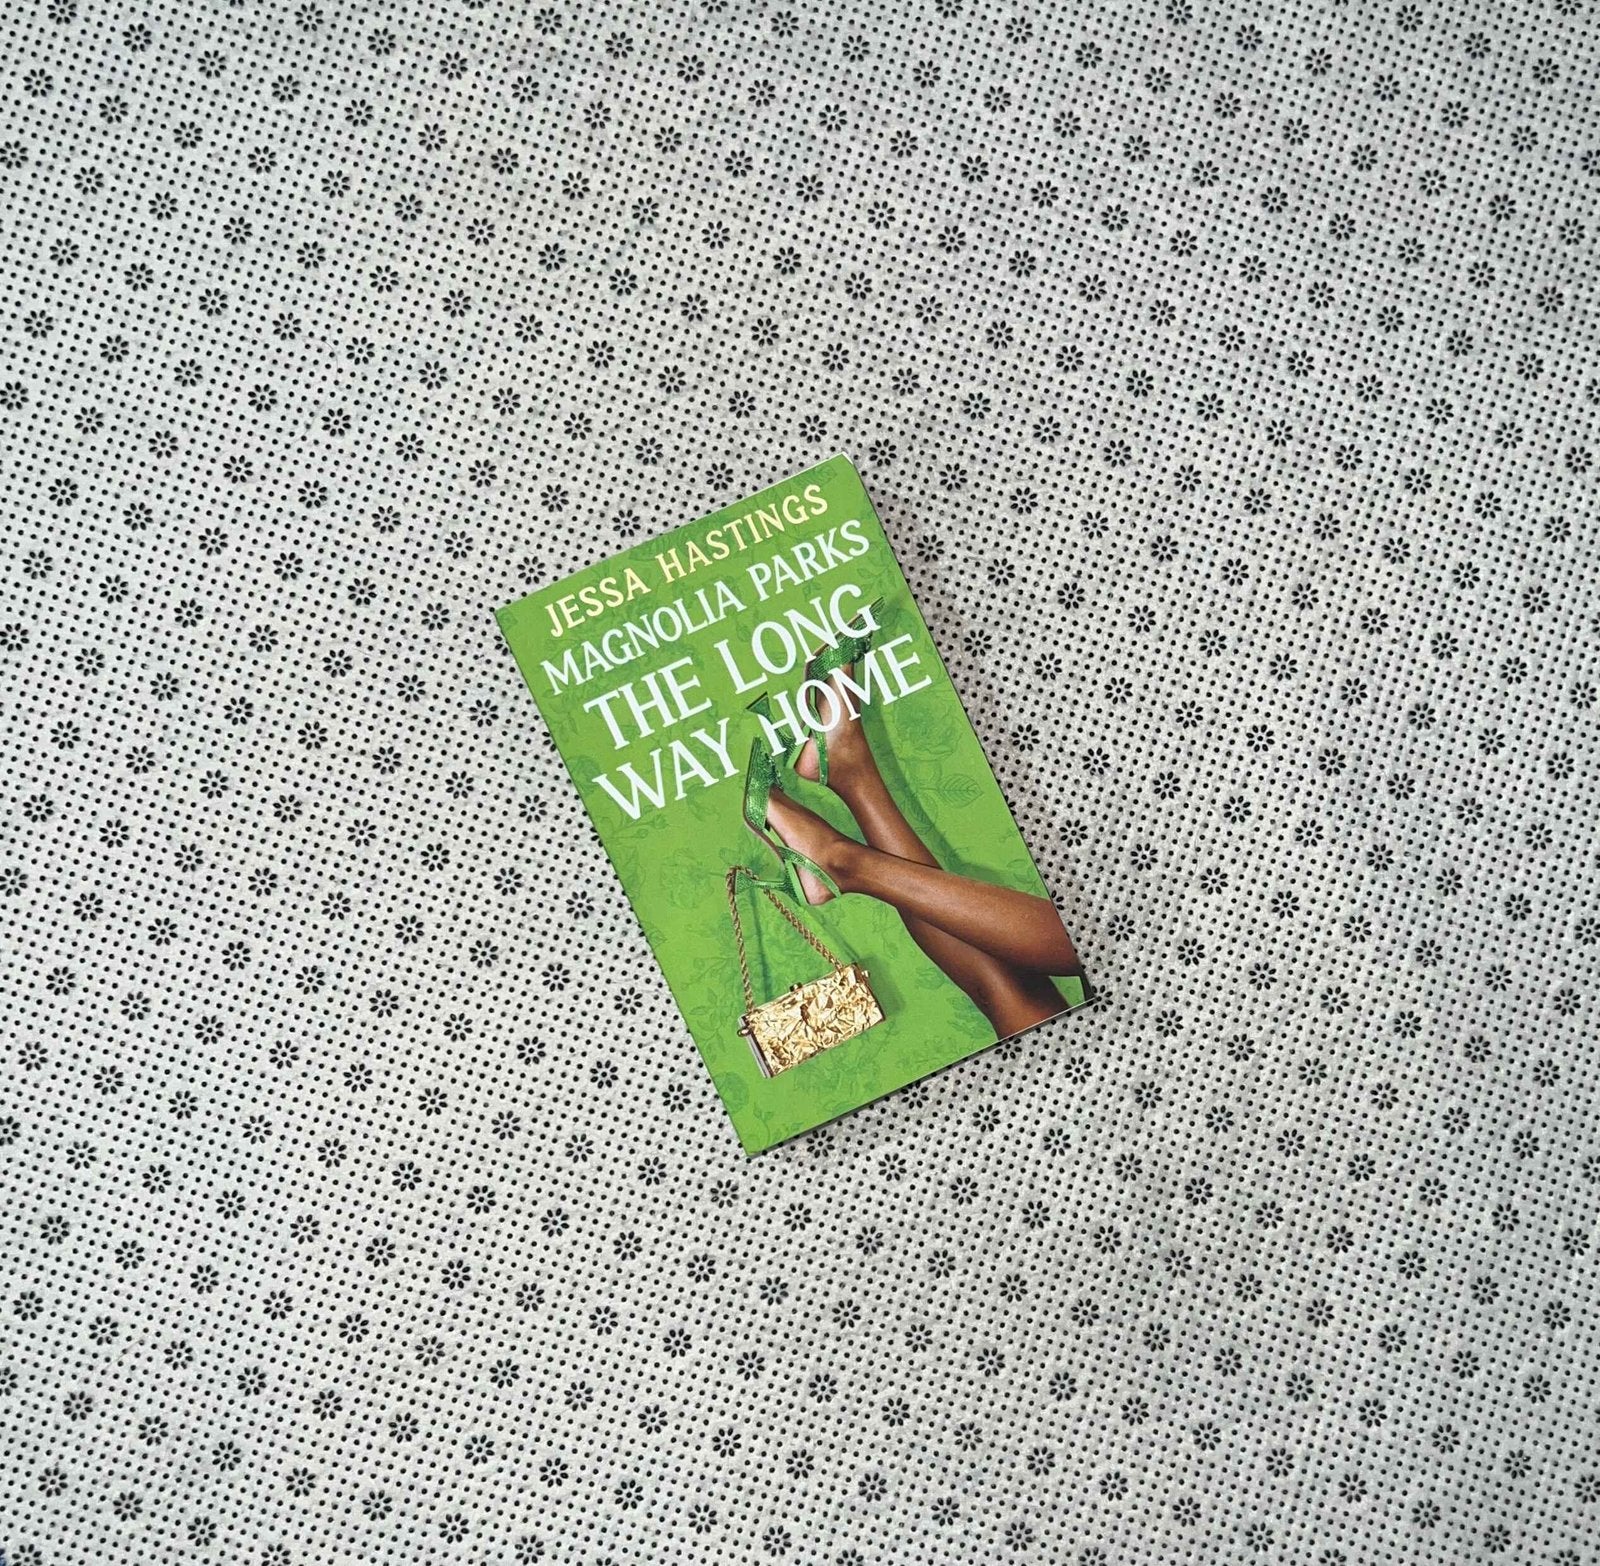 JESSA HASTINGS
MAGNOLIA PARKS
THE LONG
WAY HOME